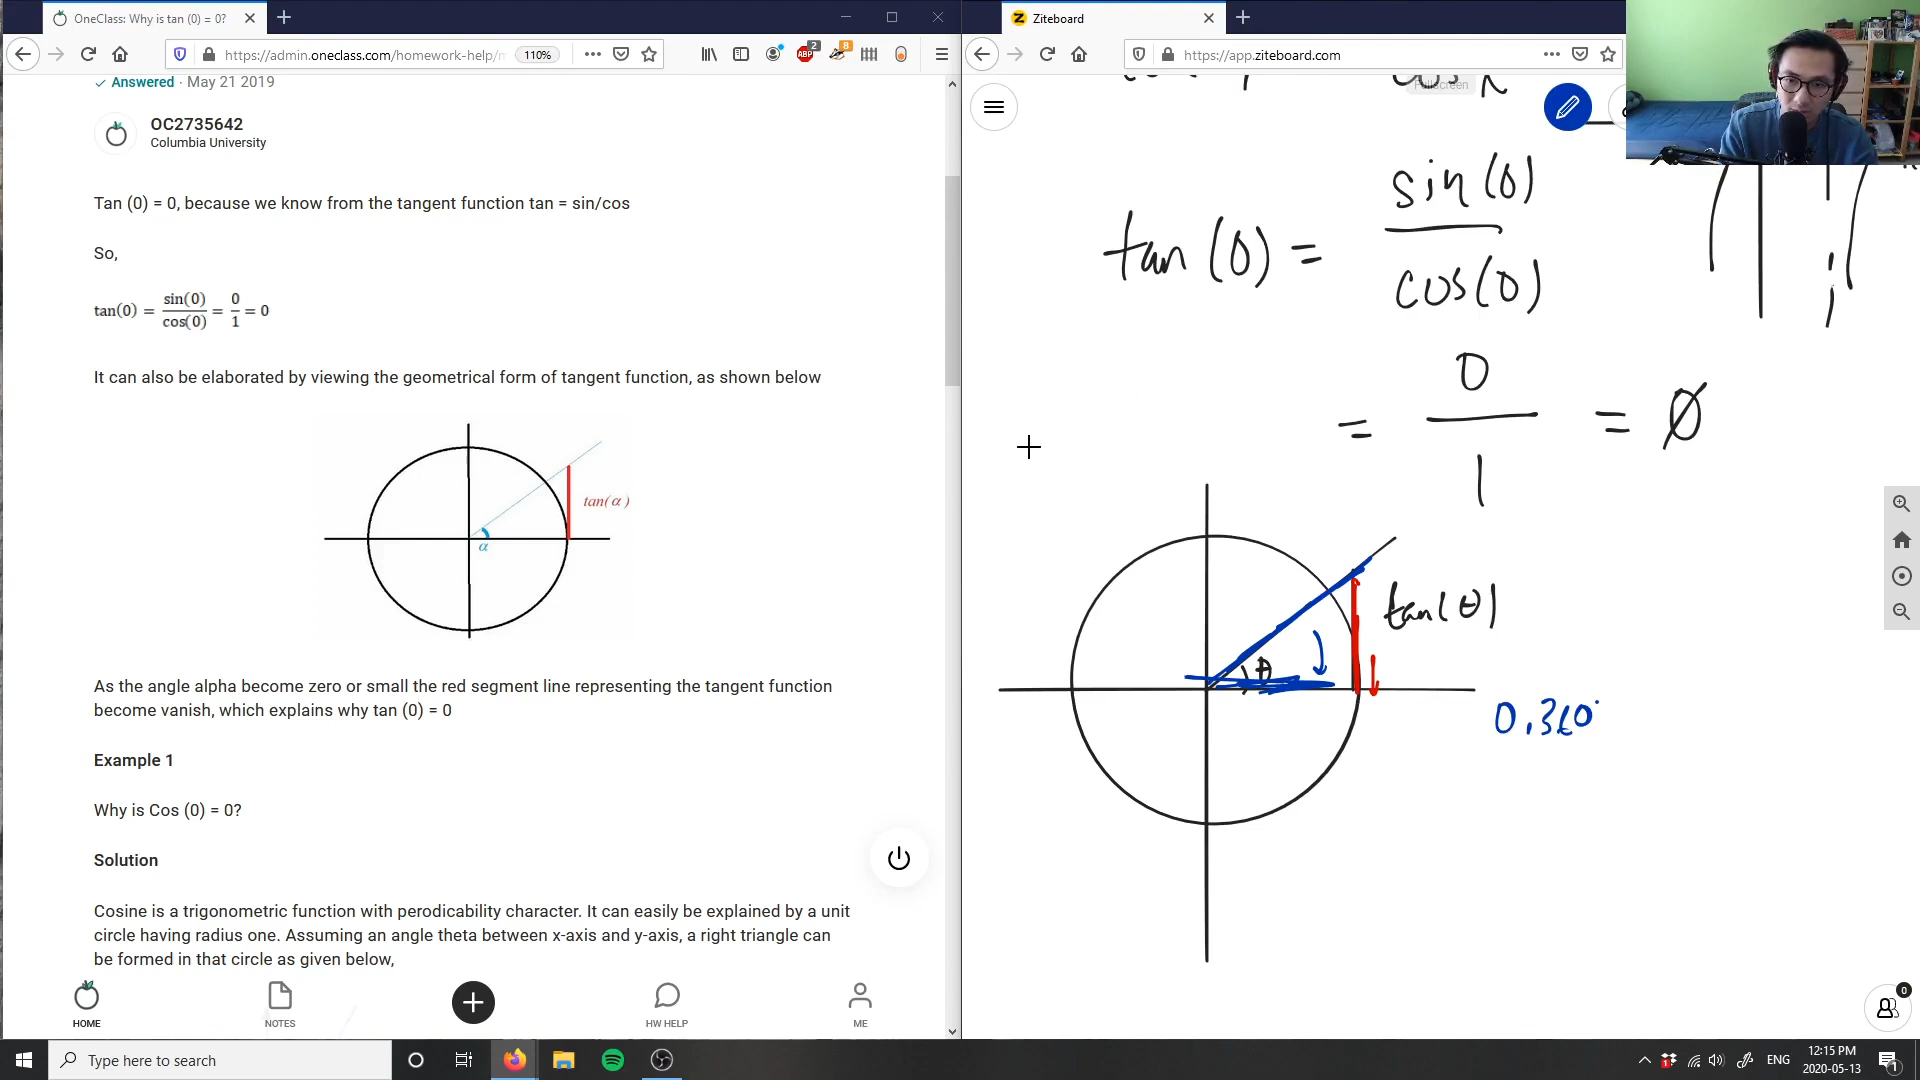 OneClass: Why is tan (0) = 0?
https://admin.oneclass.com/homework-help/
110%
ABP
2
8
Answered · May 21 2019
OC2735642
Columbia University
Tan (0) = 0, because we know from the tangent function tan = sin/cos
So,
tan(0) = sin(0)/cos(0) = 0/1 = 0
It can also be elaborated by viewing the geometrical form of tangent function, as shown below
tan(α)
α
As the angle alpha become zero or small the red segment line representing the tangent function
become vanish, which explains why tan (0) = 0
Example 1
Why is Cos (0) = 0?
Solution
Cosine is a trigonometric function with perodicability character. It can easily be explained by a unit
circle having radius one. Assuming an angle theta between x-axis and y-axis, a right triangle can
be formed in that circle as given below,
HOME
NOTES
HW HELP
ME
Ziteboard
https://app.ziteboard.com
Fullscreen
tan(0) = sin(0)/cos(0)
= 0/1 = 0
tan(θ)
θ
0.360°
0
Type here to search
ENG
12:15 PM
2020-05-13
1